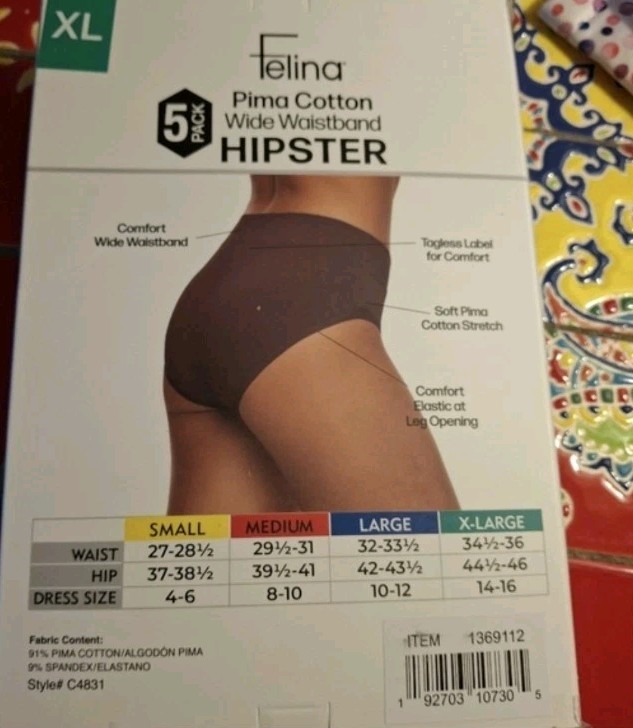 XL
Felina
5 PACK
Pima Cotton
Wide Waistband
HIPSTER
Comfort
Wide Waistband
Tagless Label
for Comfort
Soft Pima
Cotton Stretch
Comfort
Elastic at
Leg Opening
SMALL MEDIUM LARGE X-LARGE
WAIST 27-28½ 29½-31 32-33½ 34½-36
HIP 37-38½ 39½-41 42-43½ 44½-46
DRESS SIZE 4-6 8-10 10-12 14-16
Fabric Content:
91% PIMA COTTON/ALGODÓN PIMA
9% SPANDEX/ELASTANO
Style# C4831
ITEM 1369112
1 92703 10730 5